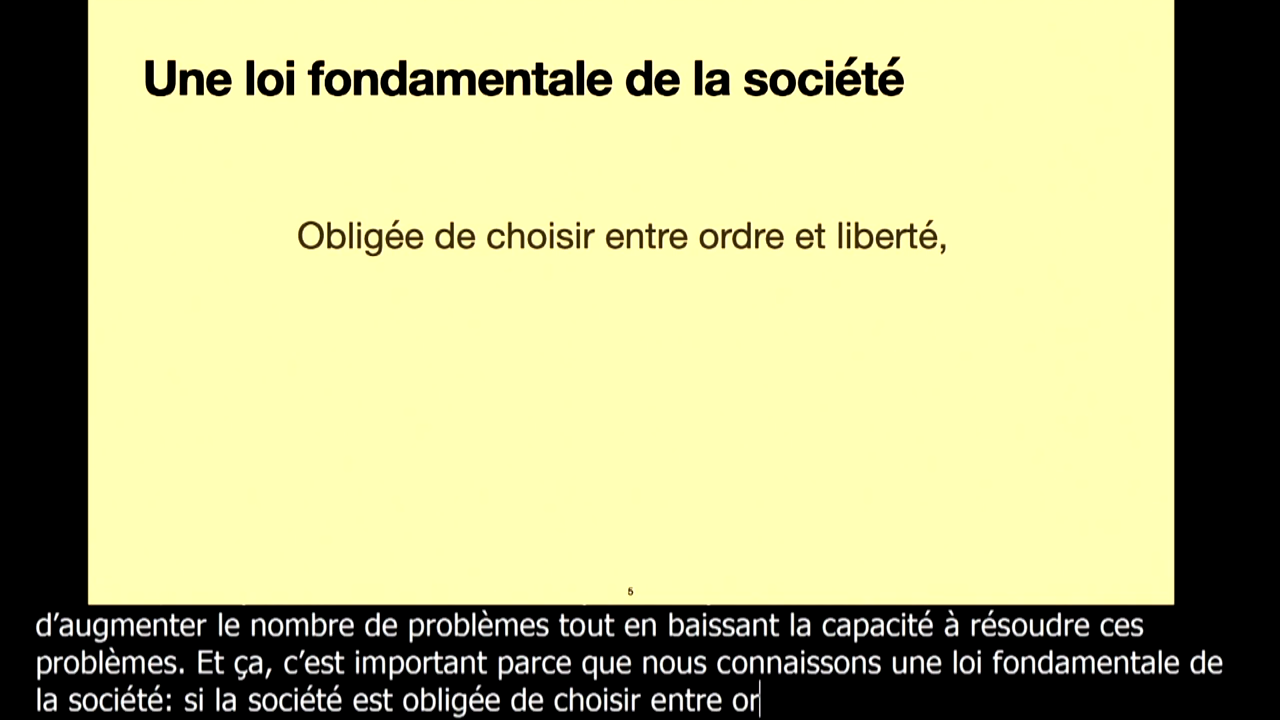 Une loi fondamentale de la société
Obligée de choisir entre ordre et liberté,
5
d’augmenter le nombre de problèmes tout en baissant la capacité à résoudre ces
problèmes. Et ça, c’est important parce que nous connaissons une loi fondamentale de
la société: si la société est obligée de choisir entre or